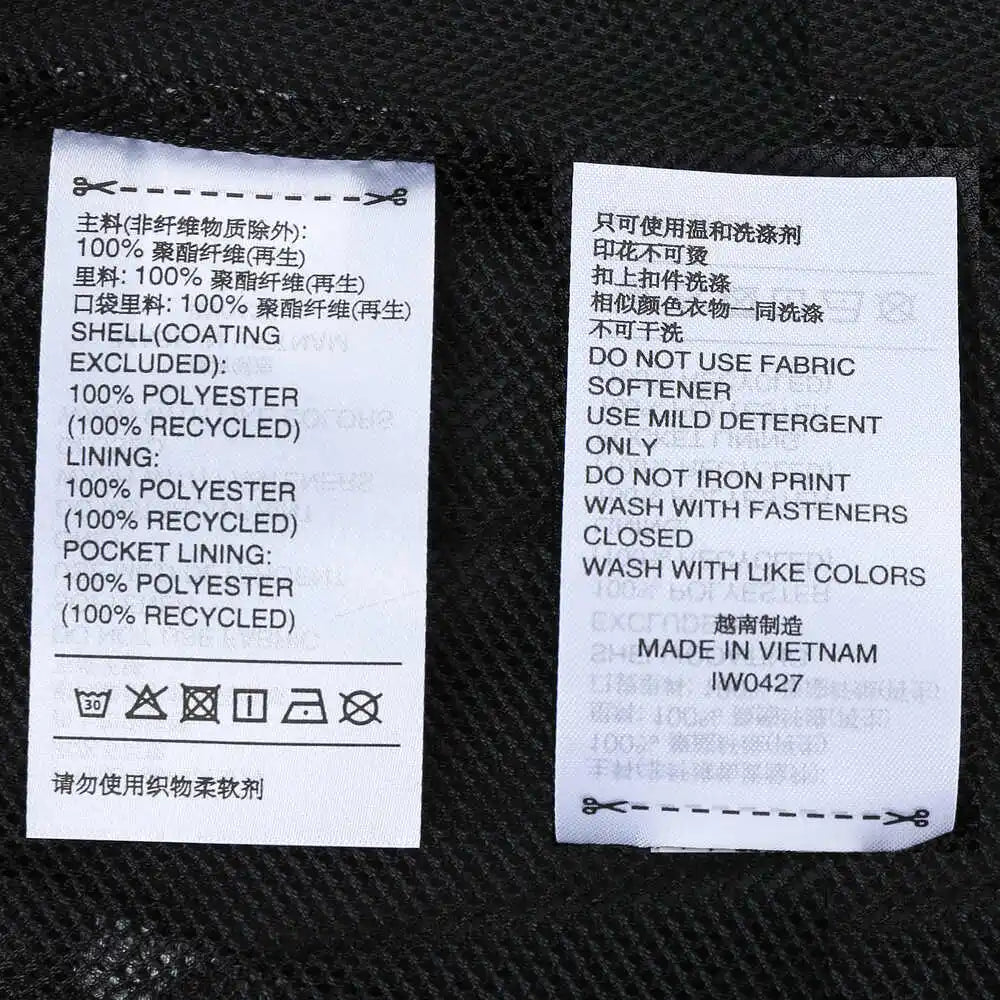 主料(非纤维物质除外):
100% 聚酯纤维(再生)
里料: 100% 聚酯纤维(再生)
口袋里料: 100% 聚酯纤维(再生)
SHELL(COATING
EXCLUDED):
100% POLYESTER
(100% RECYCLED)
LINING:
100% POLYESTER
(100% RECYCLED)
POCKET LINING:
100% POLYESTER
(100% RECYCLED)
30
请勿使用织物柔软剂
只可使用温和洗涤剂
印花不可烫
扣上扣件洗涤
相似颜色衣物一同洗涤
不可干洗
DO NOT USE FABRIC
SOFTENER
USE MILD DETERGENT
ONLY
DO NOT IRON PRINT
WASH WITH FASTENERS
CLOSED
WASH WITH LIKE COLORS
越南制造
MADE IN VIETNAM
IW0427